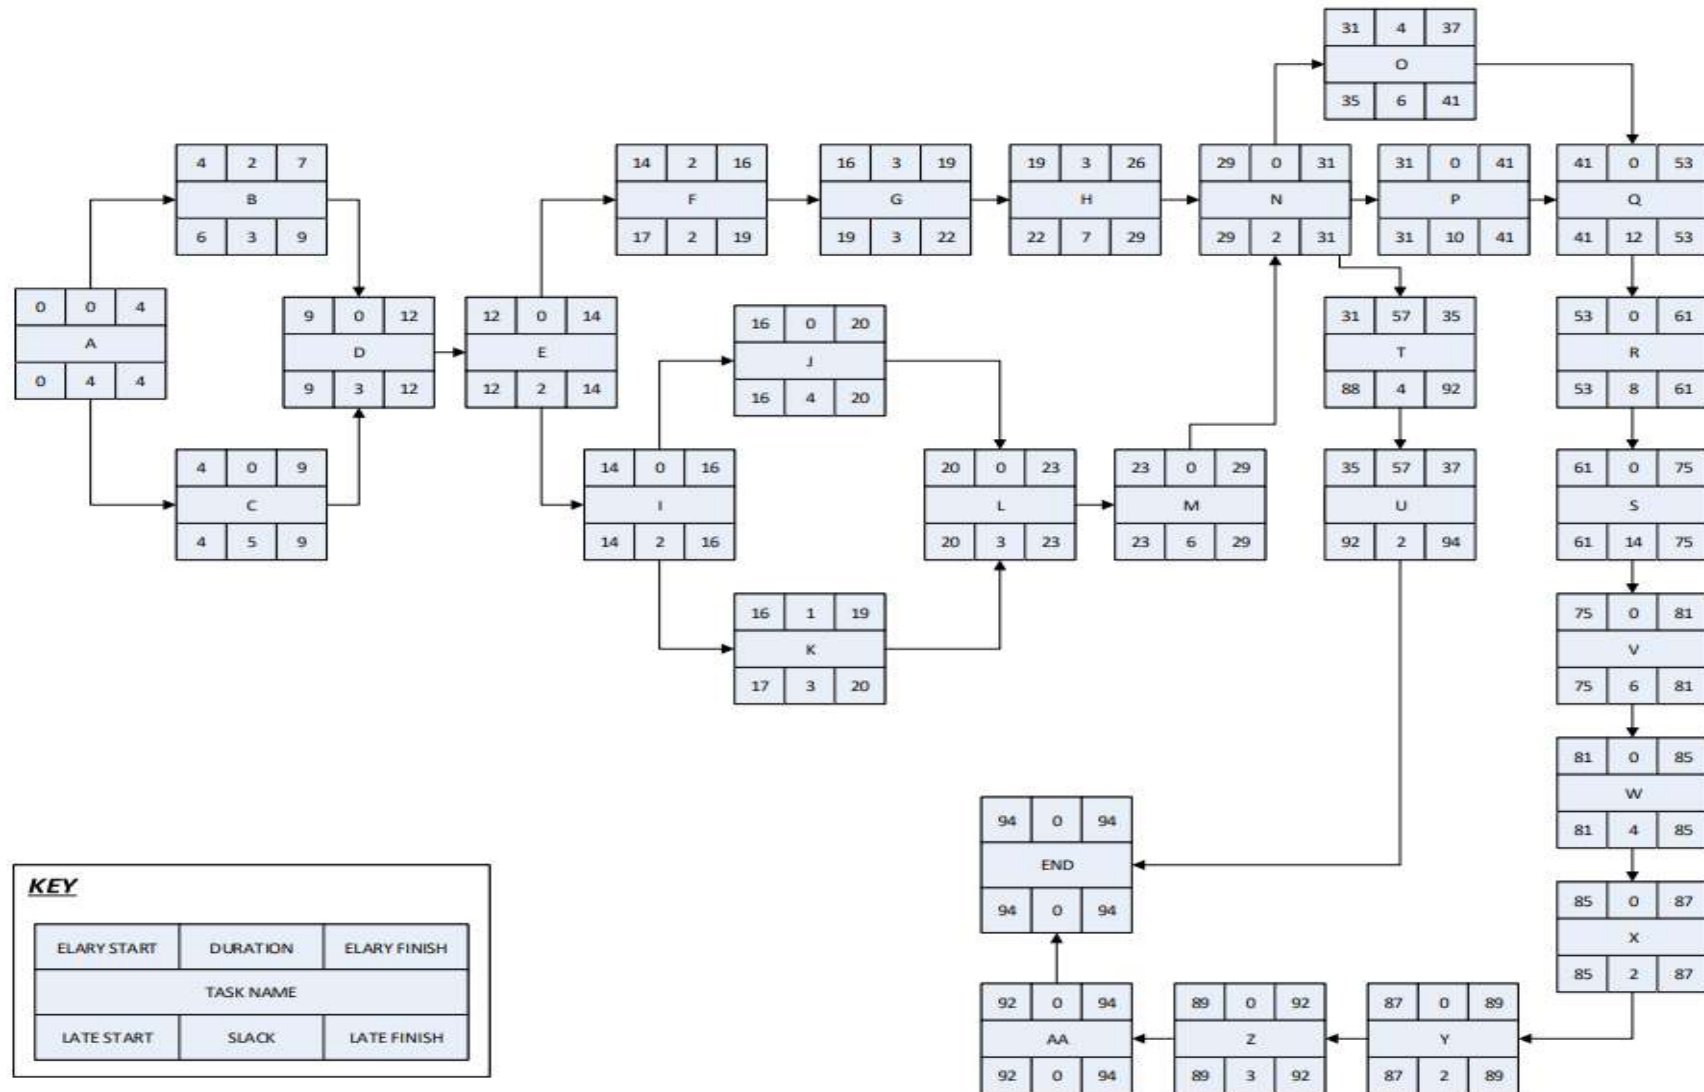 31 4 37
O
35 6 41
4 2 7
B
6 3 9
14 2 16
F
17 2 19
16 3 19
G
19 3 22
19 3 26
H
22 7 29
29 0 31
N
29 2 31
31 0 41
P
31 10 41
41 0 53
Q
41 12 53
0 0 4
A
0 4 4
9 0 12
D
9 3 12
12 0 14
E
12 2 14
16 0 20
J
16 4 20
31 57 35
T
88 4 92
53 0 61
R
53 8 61
4 0 9
C
4 5 9
14 0 16
I
14 2 16
20 0 23
L
20 3 23
23 0 29
M
23 6 29
35 57 37
U
92 2 94
61 0 75
S
61 14 75
16 1 19
K
17 3 20
75 0 81
V
75 6 81
81 0 85
W
81 4 85
94 0 94
END
94 0 94
85 0 87
X
85 2 87
KEY
ELARY START DURATION ELARY FINISH
TASK NAME
LATE START SLACK LATE FINISH
92 0 94
AA
92 0 94
89 0 92
Z
89 3 92
87 0 89
Y
87 2 89